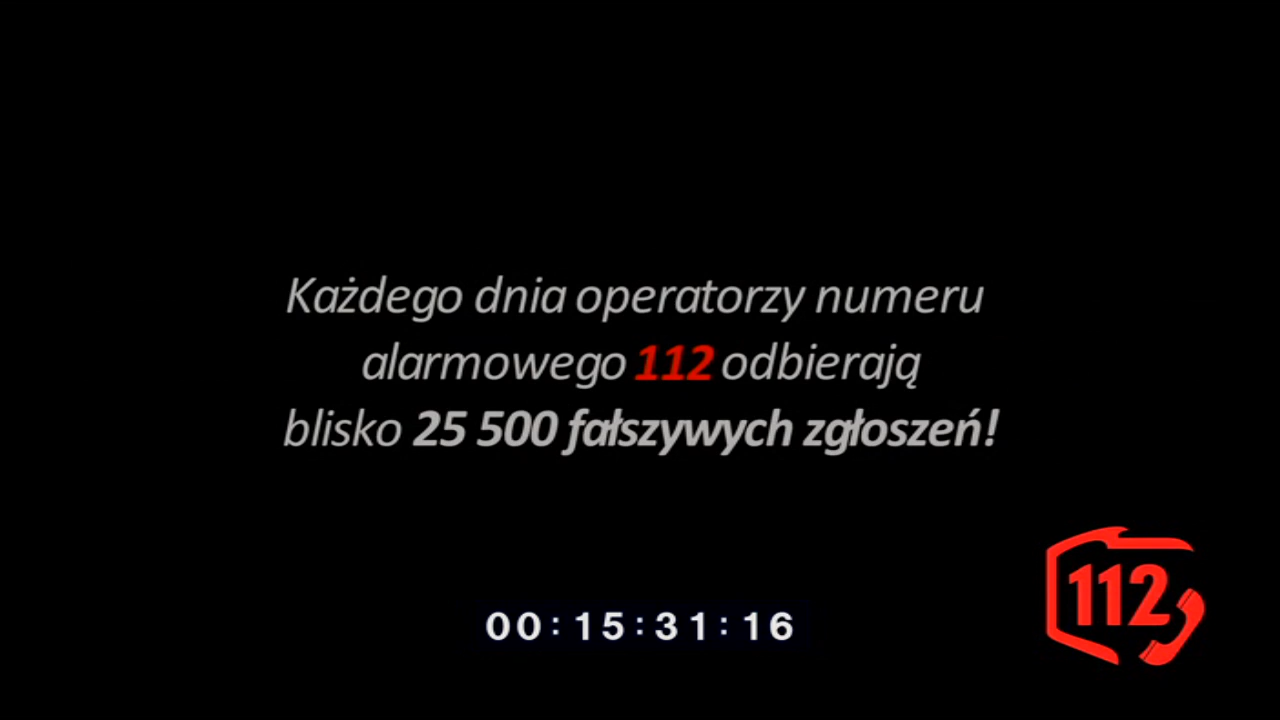 Każdego dnia operatorzy numeru
alarmowego 112 odbierają
blisko 25 500 fałszywych zgłoszeń!
112
00:15:31:16